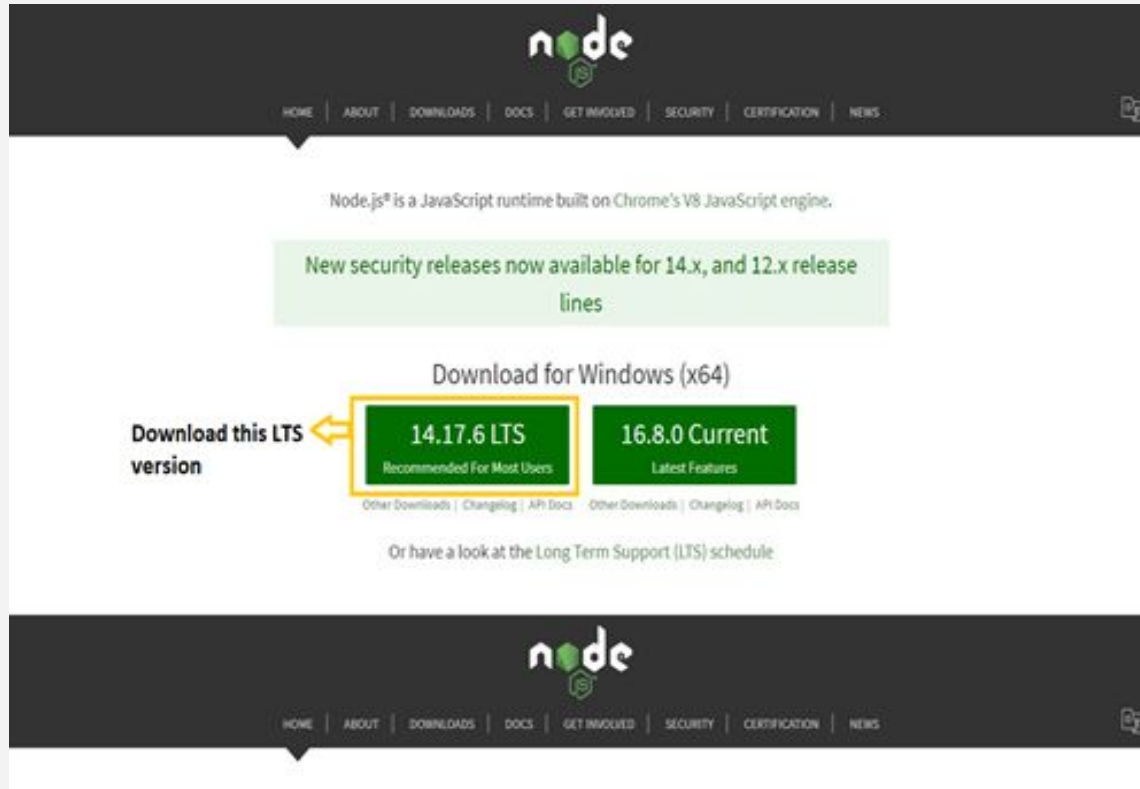 node
JS
HOME | ABOUT | DOWNLOADS | DOCS | GET INVOLVED | SECURITY | CERTIFICATION | NEWS
Node.js® is a JavaScript runtime built on Chrome's V8 JavaScript engine.
New security releases now available for 14.x, and 12.x release
lines
Download for Windows (x64)
Download this LTS
version
14.17.6 LTS
Recommended For Most Users
16.8.0 Current
Latest Features
Other Downloads | Changelog | API Docs
Other Downloads | Changelog | API Docs
Or have a look at the Long Term Support (LTS) schedule
node
JS
HOME | ABOUT | DOWNLOADS | DOCS | GET INVOLVED | SECURITY | CERTIFICATION | NEWS